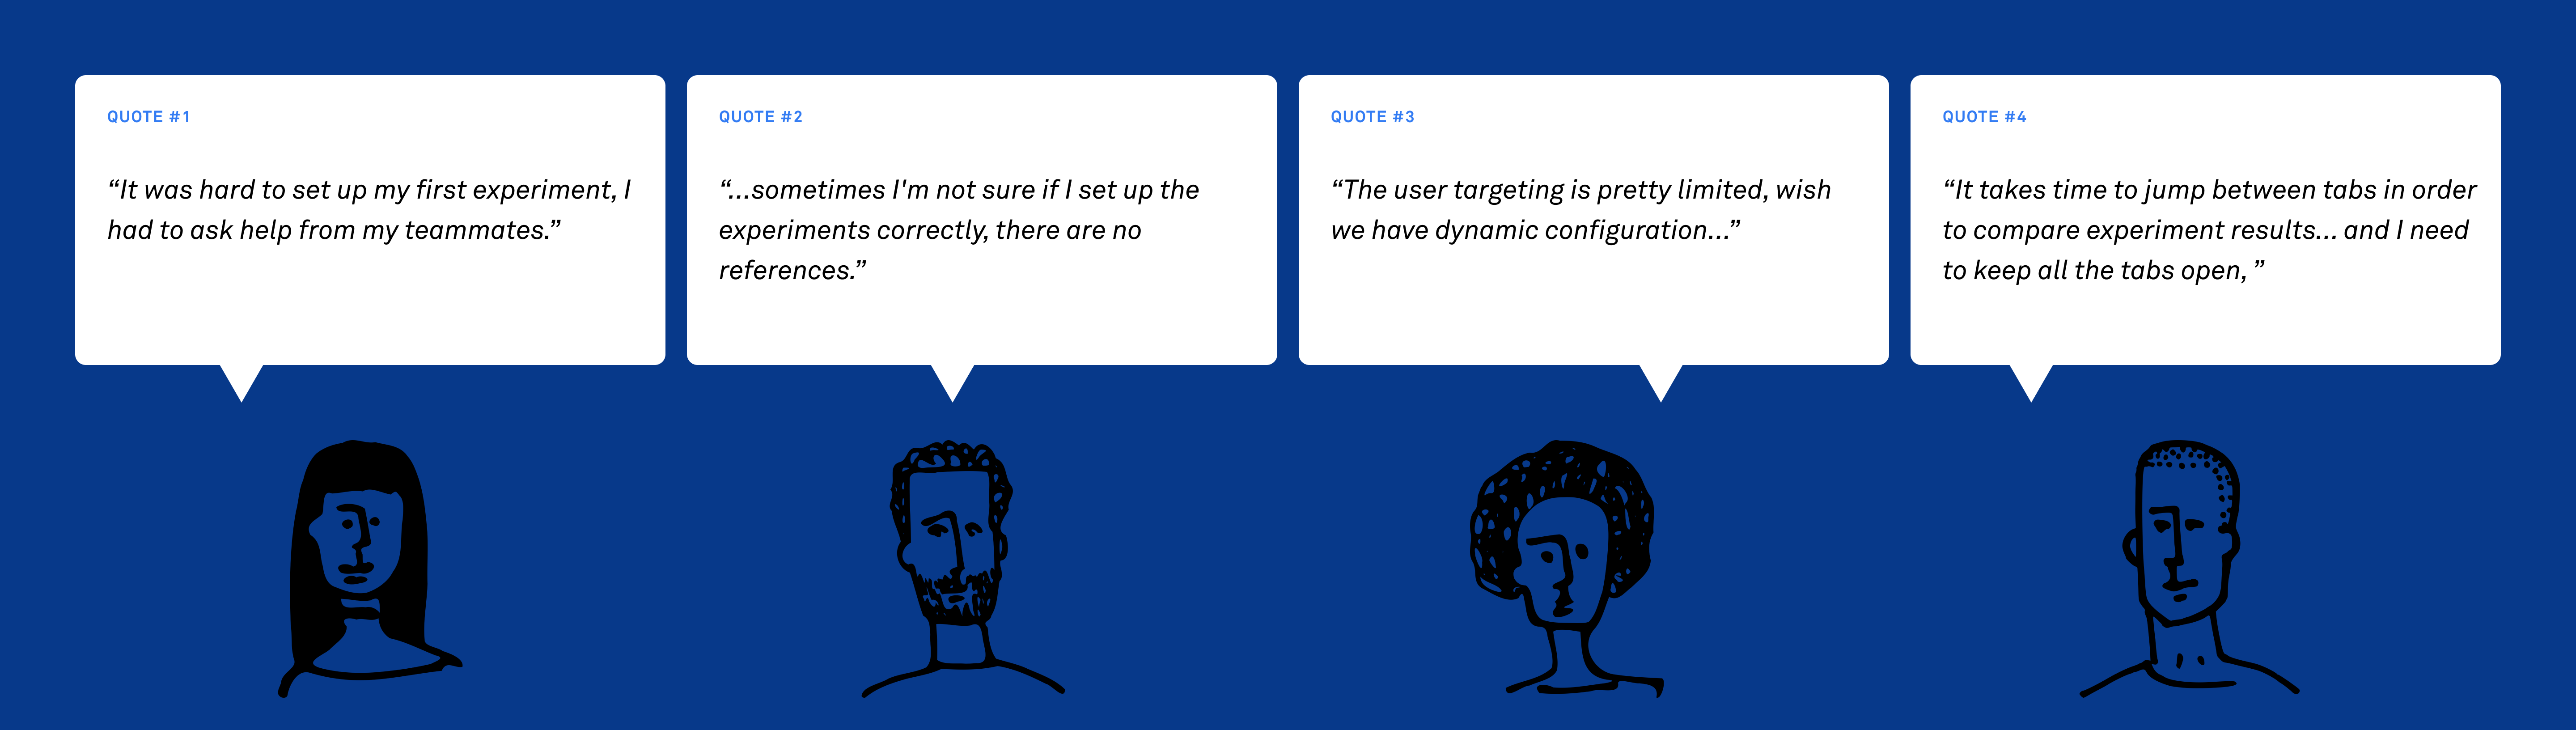 QUOTE #1
“It was hard to set up my first experiment, I
had to ask help from my teammates.”
QUOTE #2
“...sometimes I'm not sure if I set up the
experiments correctly, there are no
references.”
QUOTE #3
“The user targeting is pretty limited, wish
we have dynamic configuration...”
QUOTE #4
“It takes time to jump between tabs in order
to compare experiment results... and I need
to keep all the tabs open, ”